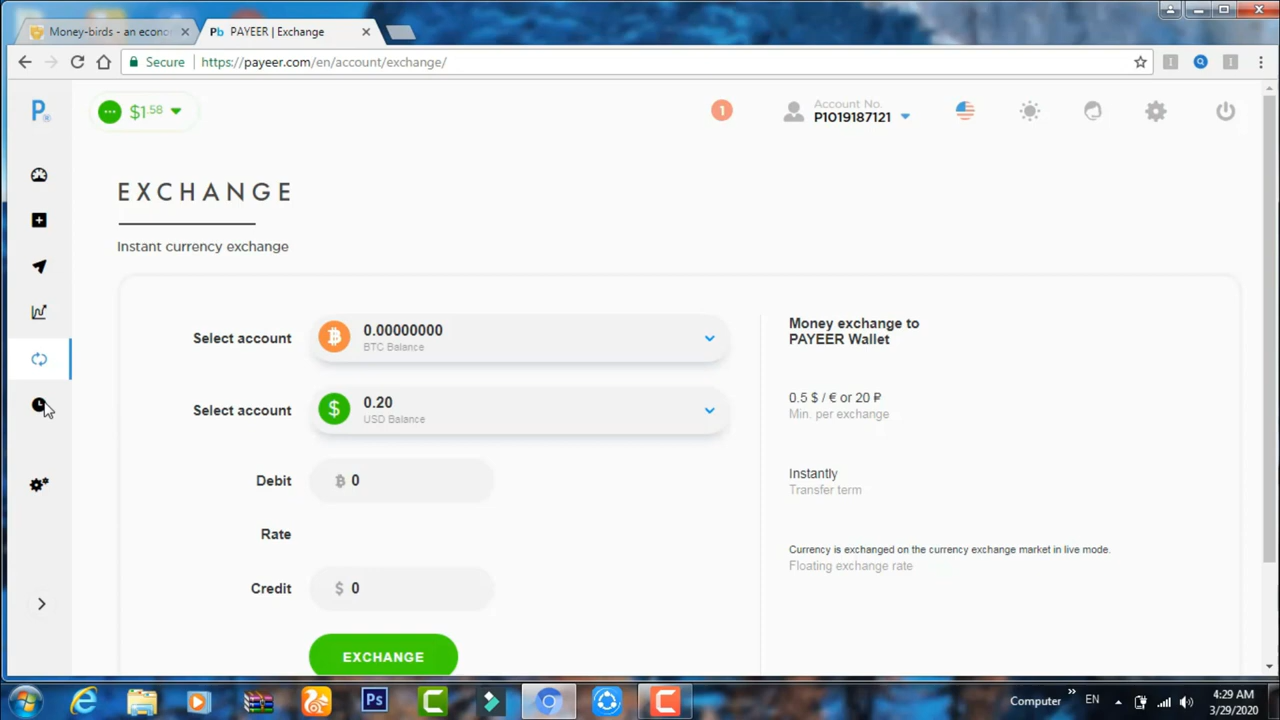 Money-birds - an econo
Pb PAYEER | Exchange
Secure https://payeer.com/en/account/exchange/
P
$1.58
1
Account No.
P1019187121
EXCHANGE
Instant currency exchange
Select account
0.00000000
BTC Balance
Select account
$
0.20
USD Balance
Debit
0
Rate
Credit
$ 0
EXCHANGE
Money exchange to
PAYEER Wallet
0.5 $ / € or 20 ₽
Min. per exchange
Instantly
Transfer term
Currency is exchanged on the currency exchange market in live mode.
Floating exchange rate
Ps
Computer
EN
4:29 AM
3/29/2020